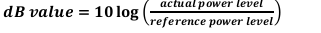 dB value = 10 log (actual power level / reference power level)